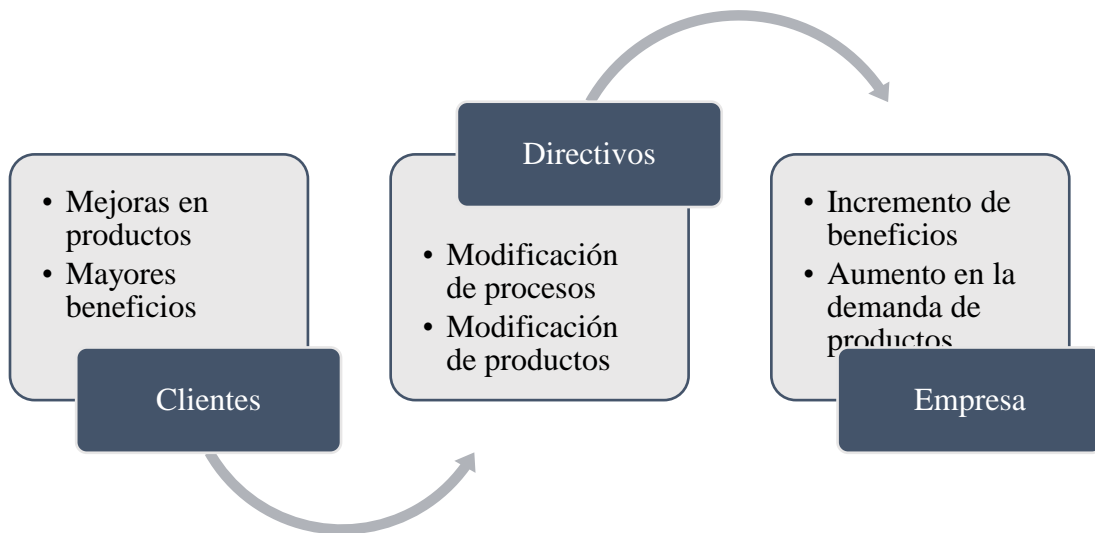 • Mejoras en
productos
• Mayores
beneficios
Clientes
Directivos
• Modificación
de procesos
• Modificación
de productos
• Incremento de
beneficios
• Aumento en la
demanda de
productos
Empresa